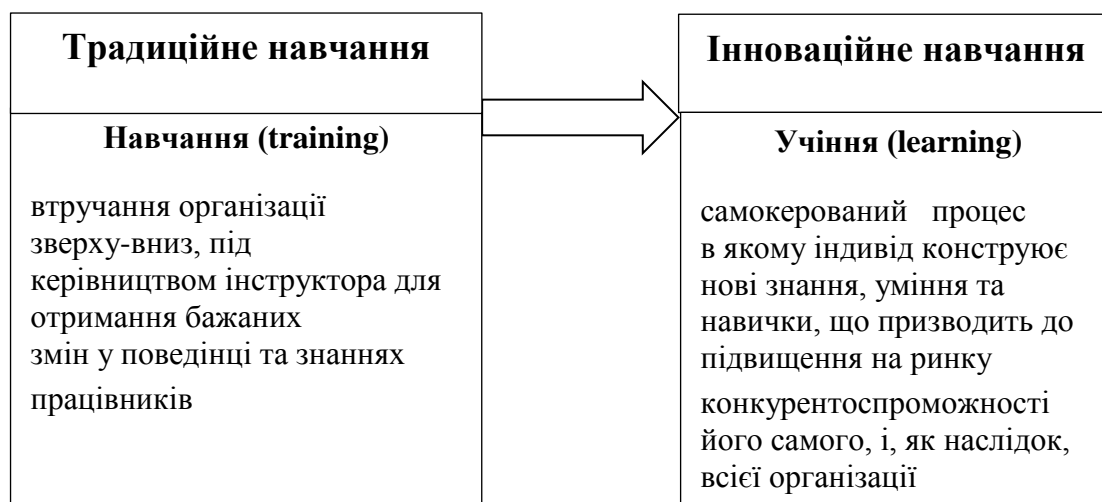 Традиційне навчання
Навчання (training)
втручання організації
зверху-вниз, під
керівництвом інструктора для
отримання бажаних
змін у поведінці та знаннях
працівників
Інноваційне навчання
Учіння (learning)
самокерований процес
в якому індивід конструює
нові знання, уміння та
навички, що призводить до
підвищення на ринку
конкурентоспроможності
його самого, і, як наслідок,
всієї організації